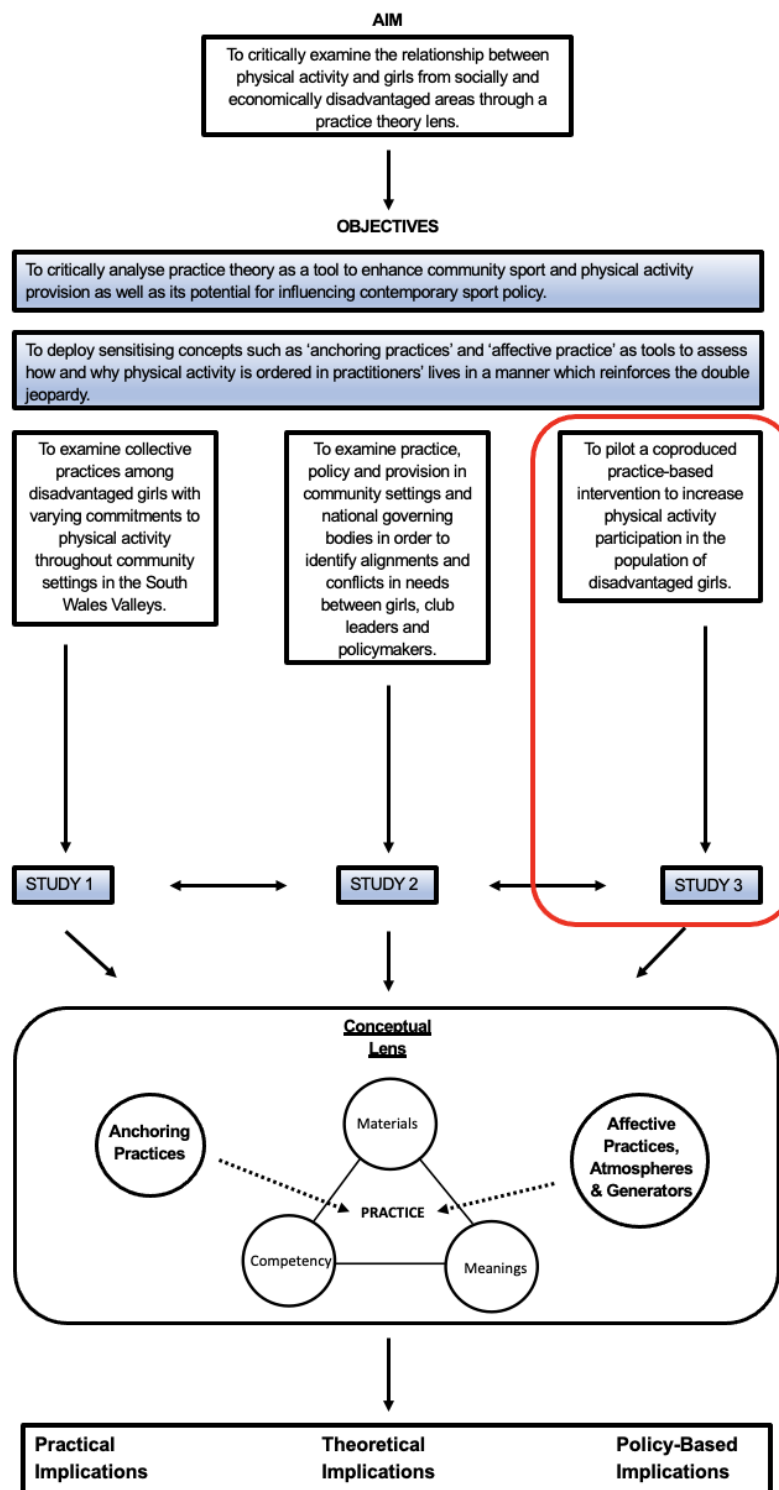 AIM
To critically examine the relationship between
physical activity and girls from socially and
economically disadvantaged areas through a
practice theory lens.
OBJECTIVES
To critically analyse practice theory as a tool to enhance community sport and physical activity
provision as well as its potential for influencing contemporary sport policy.
To deploy sensitising concepts such as ‘anchoring practices’ and ‘affective practice’ as tools to assess
how and why physical activity is ordered in practitioners’ lives in a manner which reinforces the double
jeopardy.
To examine collective
practices among
disadvantaged girls with
varying commitments to
physical activity
throughout community
settings in the South
Wales Valleys.
To examine practice,
policy and provision in
community settings and
national governing
bodies in order to
identify alignments and
conflicts in needs
between girls, club
leaders and
policymakers.
To pilot a coproduced
practice-based
intervention to increase
physical activity
participation in the
population of
disadvantaged girls.
STUDY 1
STUDY 2
STUDY 3
Conceptual
Lens
Anchoring
Practices
Materials
Affective
Practices,
Atmospheres
& Generators
PRACTICE
Competency
Meanings
Practical
Implications
Theoretical
Implications
Policy-Based
Implications